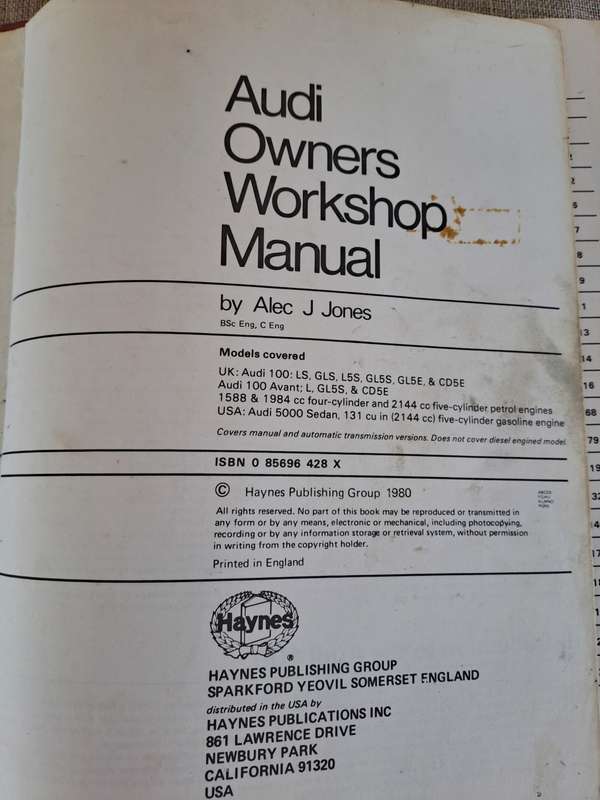 Audi
Owners
Workshop
Manual
by Alec J Jones
BSc Eng, C Eng
Models covered
UK: Audi 100: LS, GLS, L5S, GL5S, GL5E, & CD5E
Audi 100 Avant; L, GL5S, & CD5E
1588 & 1984 cc four-cylinder and 2144 cc five-cylinder petrol engines
USA: Audi 5000 Sedan, 131 cu in (2144 cc) five-cylinder gasoline engine
Covers manual and automatic transmission versions. Does not cover diesel engined model
ISBN 0 85696 428 X
© Haynes Publishing Group 1980
All rights reserved. No part of this book may be reproduced or transmitted in
any form or by any means, electronic or mechanical, including photocopying,
recording or by any information storage or retrieval system, without permission
in writing from the copyright holder.
Printed in England
Haynes
®
HAYNES PUBLISHING GROUP
SPARKFORD YEOVIL SOMERSET ENGLAND
distributed in the USA by
HAYNES PUBLICATIONS INC
861 LAWRENCE DRIVE
NEWBURY PARK
CALIFORNIA 91320
USA